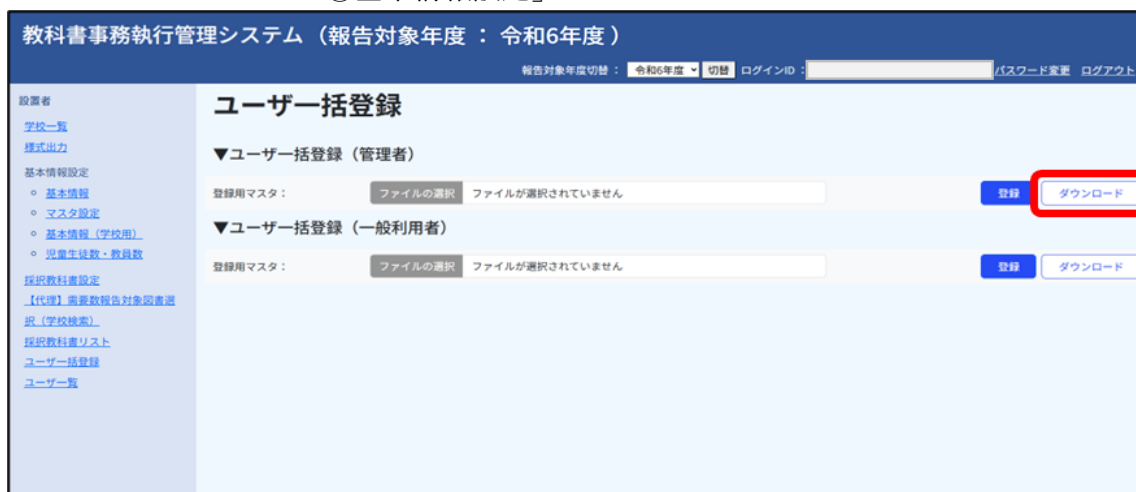 教科書事務執行管理システム（報告対象年度 ： 令和6年度 ）
報告対象年度切替： 令和6年度 切替 ログインID： パスワード変更 ログアウト
設置者
学校一覧
様式出力
基本情報設定
基本情報
マスタ設定
基本情報（学校用）
児童生徒数・教員数
採択教科書設定
【代理】需要数報告対象図書選
択（学校検索）
採択教科書リスト
ユーザー括登録
ユーザー覧
ユーザー括登録
▼ユーザー括登録（管理者）
登録用マスタ： ファイルの選択 ファイルが選択されていません 登録 ダウンロード
▼ユーザー括登録（一般利用者）
登録用マスタ： ファイルの選択 ファイルが選択されていません 登録 ダウンロード